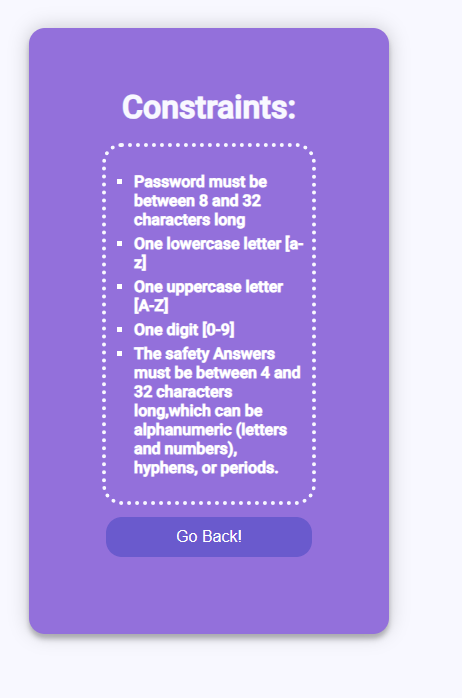 Constraints:
Password must be
between 8 and 32
characters long
One lowercase letter [a-
z]
One uppercase letter
[A-Z]
One digit [0-9]
The safety Answers
must be between 4 and
32 characters
long,which can be
alphanumeric (letters
and numbers),
hyphens, or periods.
Go Back!